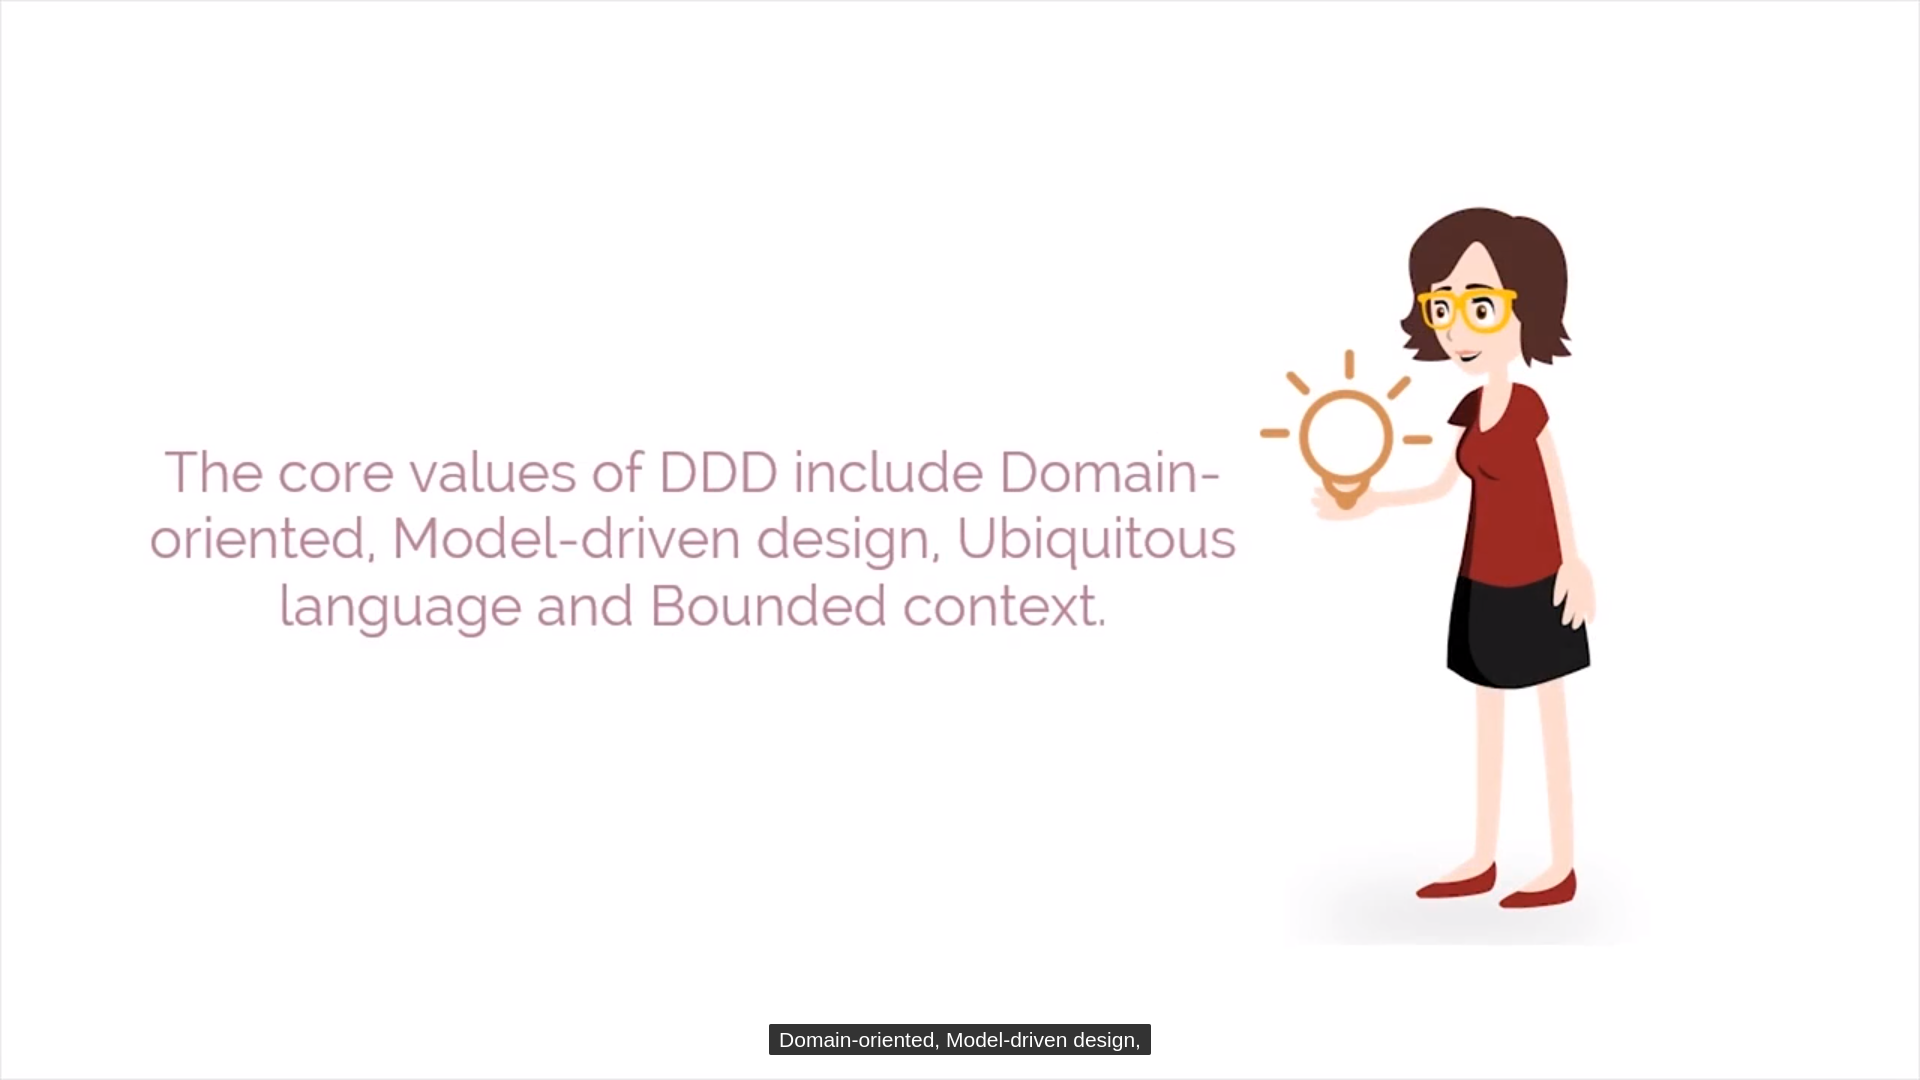 The core values of DDD include Domain-
oriented, Model-driven design, Ubiquitous
language and Bounded context.
Domain-oriented, Model-driven design,